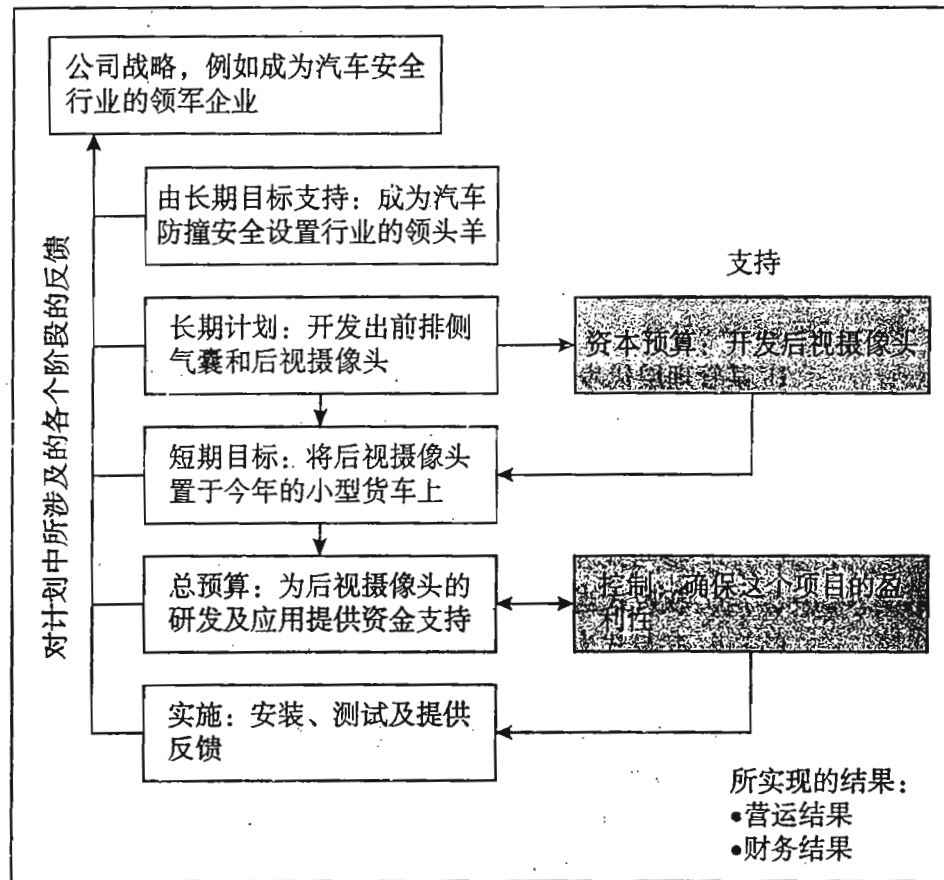 公司战略，例如成为汽车安全
行业的领军企业
由长期目标支持：成为汽车
防撞安全设置行业的领头羊
支持
长期计划：开发出前排侧
气囊和后视摄像头
资本预算：开发后视摄像头
短期目标：将后视摄像头
置于今年的小型货车上
总预算：为后视摄像头的
研发及应用提供资金支持
控制：确保这个项目的盈
利性
实施：安装、测试及提供
反馈
对计划中所涉及的各个阶段的反馈
所实现的结果：
•营运结果
•财务结果